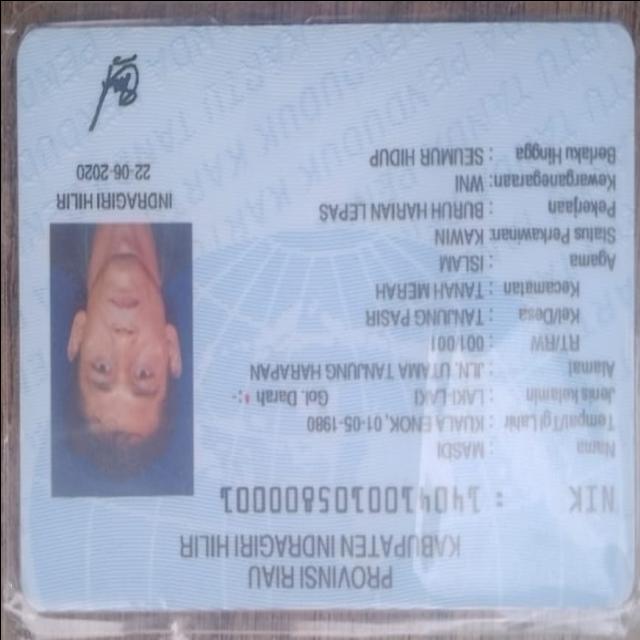 PROVINSI RIAU
KABUPATEN INDRAGIRI HILIR
NIK : 1404100105800001
Nama : MASDI
Tempat/Tgl Lahir : KUALA ENOK, 01-05-1980
Jenis kelamin : LAKI-LAKI Gol. Darah : -
Alamat : JLN. UTAMA TANJUNG HARAPAN
RT/RW : 001/001
Kel/Desa : TANJUNG PASIR
Kecamatan : TANAH MERAH
Agama : ISLAM
Status Perkawinan: KAWIN
Pekerjaan : BURUH HARIAN LEPAS
Kewarganegaraan: WNI
Berlaku Hingga : SEUMUR HIDUP
INDRAGIRI HILIR
22-06-2020